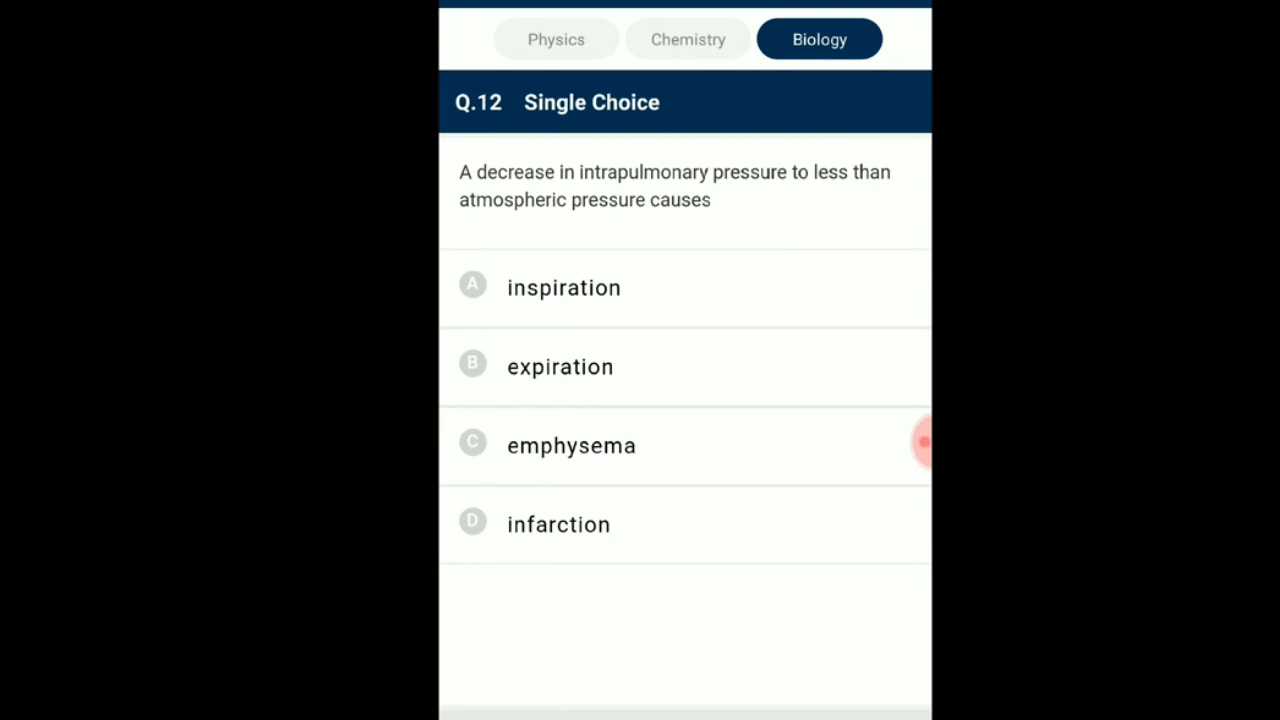 Physics Chemistry Biology
Q.12 Single Choice
A decrease in intrapulmonary pressure to less than
atmospheric pressure causes
A inspiration
B expiration
C emphysema
D infarction